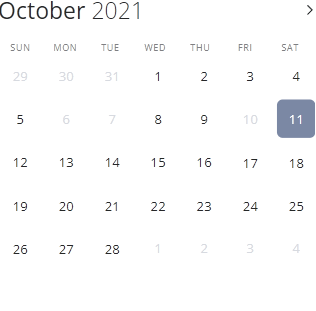 October 2021 >
SUN MON TUE WED THU FRI SAT
29 30 31 1 2 3 4
5 6 7 8 9 10 11
12 13 14 15 16 17 18
19 20 21 22 23 24 25
26 27 28 1 2 3 4